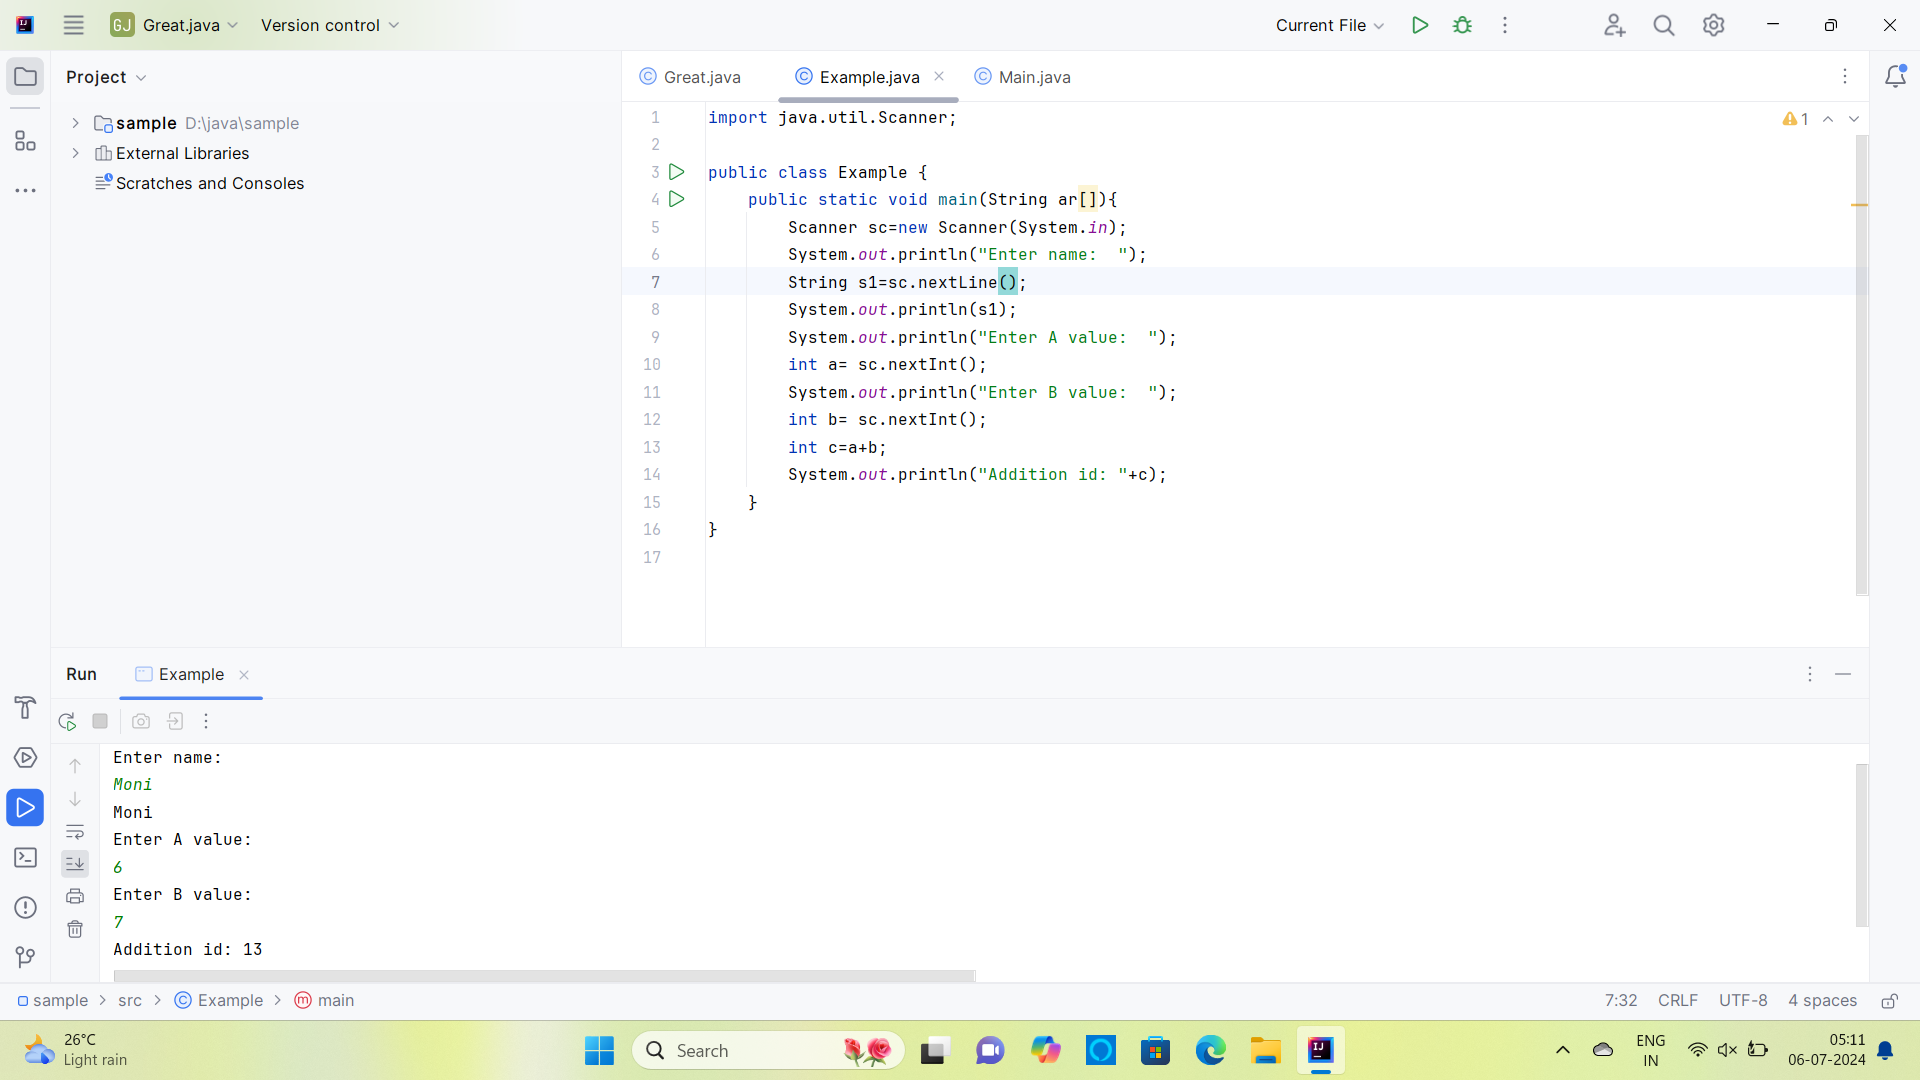 GJ Great.java Version control Current File
Project
sample D:\java\sample
External Libraries
Scratches and Consoles
Great.java Example.java Main.java
1 import java.util.Scanner; 1
2
3 public class Example {
4 public static void main(String ar[]){
5 Scanner sc=new Scanner(System.in);
6 System.out.println("Enter name:  ");
7 String s1=sc.nextLine();
8 System.out.println(s1);
9 System.out.println("Enter A value:  ");
10 int a= sc.nextInt();
11 System.out.println("Enter B value:  ");
12 int b= sc.nextInt();
13 int c=a+b;
14 System.out.println("Addition id: "+c);
15 }
16 }
17
Run Example
Enter name:
Moni
Moni
Enter A value:
6
Enter B value:
7
Addition id: 13
sample > src > Example > main 7:32 CRLF UTF-8 4 spaces
26°C
Light rain
Search
ENG
IN
05:11
06-07-2024